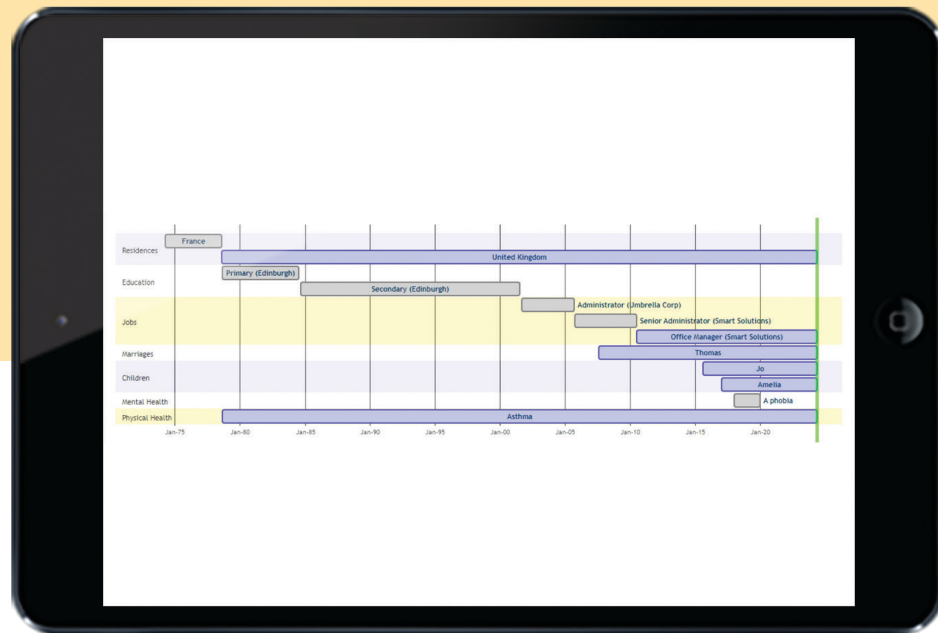 France
Residences
United Kingdom
Primary (Edinburgh)
Education
Secondary (Edinburgh)
Administrator (Umbrella Corp)
Jobs
Senior Administrator (Smart Solutions)
Office Manager (Smart Solutions)
Marriages
Thomas
Jo
Children
Amelia
Mental Health
A phobia
Physical Health
Asthma
Jan-75 Jan-80 Jan-85 Jan-90 Jan-95 Jan-00 Jan-05 Jan-10 Jan-15 Jan-20